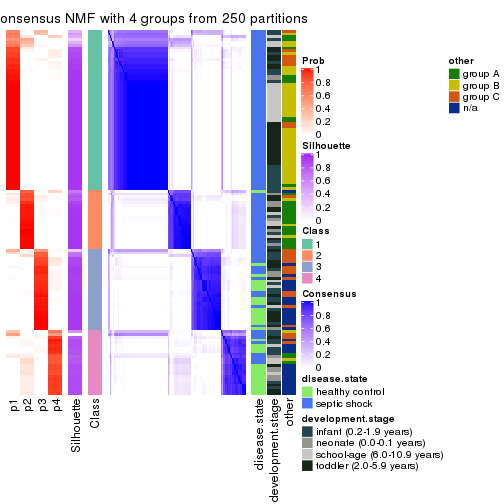 onsensus NMF with 4 groups from 250 partitions
Prob
1
0.8
0.6
0.4
0.2
0
Silhouette
1
0.8
0.6
0.4
0.2
0
Class
1
2
3
4
Consensus
1
0.8
0.6
0.4
0.2
0
disease.state
healthy control
septic shock
development.stage
infant (0.2-1.9 years)
neonate (0.0-0.1 years)
school-age (6.0-10.9 years)
toddler (2.0-5.9 years)
other
group A
group B
group C
n/a
p1
p2
p3
p4
Silhouette
Class
disease.state
development.stage
other